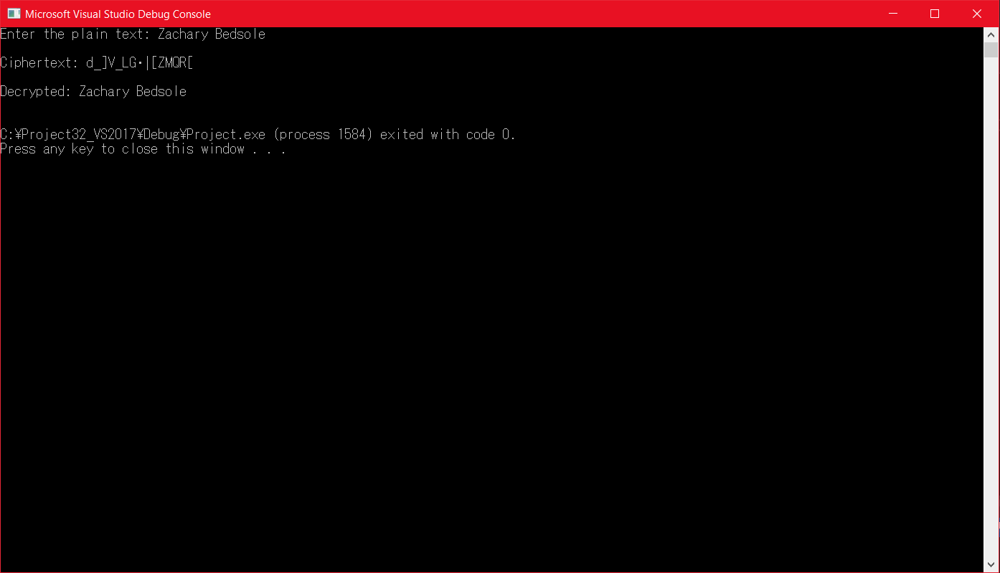 Microsoft Visual Studio Debug Console
Enter the plain text: Zachary Bedsole
Ciphertext: d_]V_LG·|[ZMQR[
Decrypted: Zachary Bedsole
C:¥Project32_VS2017¥Debug¥Project.exe (process 1584) exited with code 0.
Press any key to close this window . . .